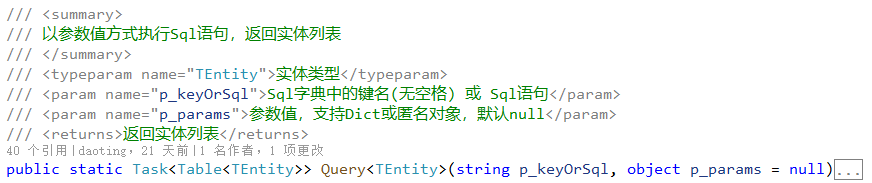 /// <summary>
/// 以参数值方式执行Sql语句，返回实体列表
/// </summary>
/// <typeparam name="TEntity">实体类型</typeparam>
/// <param name="p_keyOrSql">Sql字典中的键名(无空格) 或 Sql语句</param>
/// <param name="p_params">参数值，支持Dict或匿名对象，默认null</param>
/// <returns>返回实体列表</returns>
40 个引用|daoting，21 天前|1 名作者，1 项更改
public static Task<Table<TEntity>> Query<TEntity>(string p_keyOrSql, object p_params = null)...